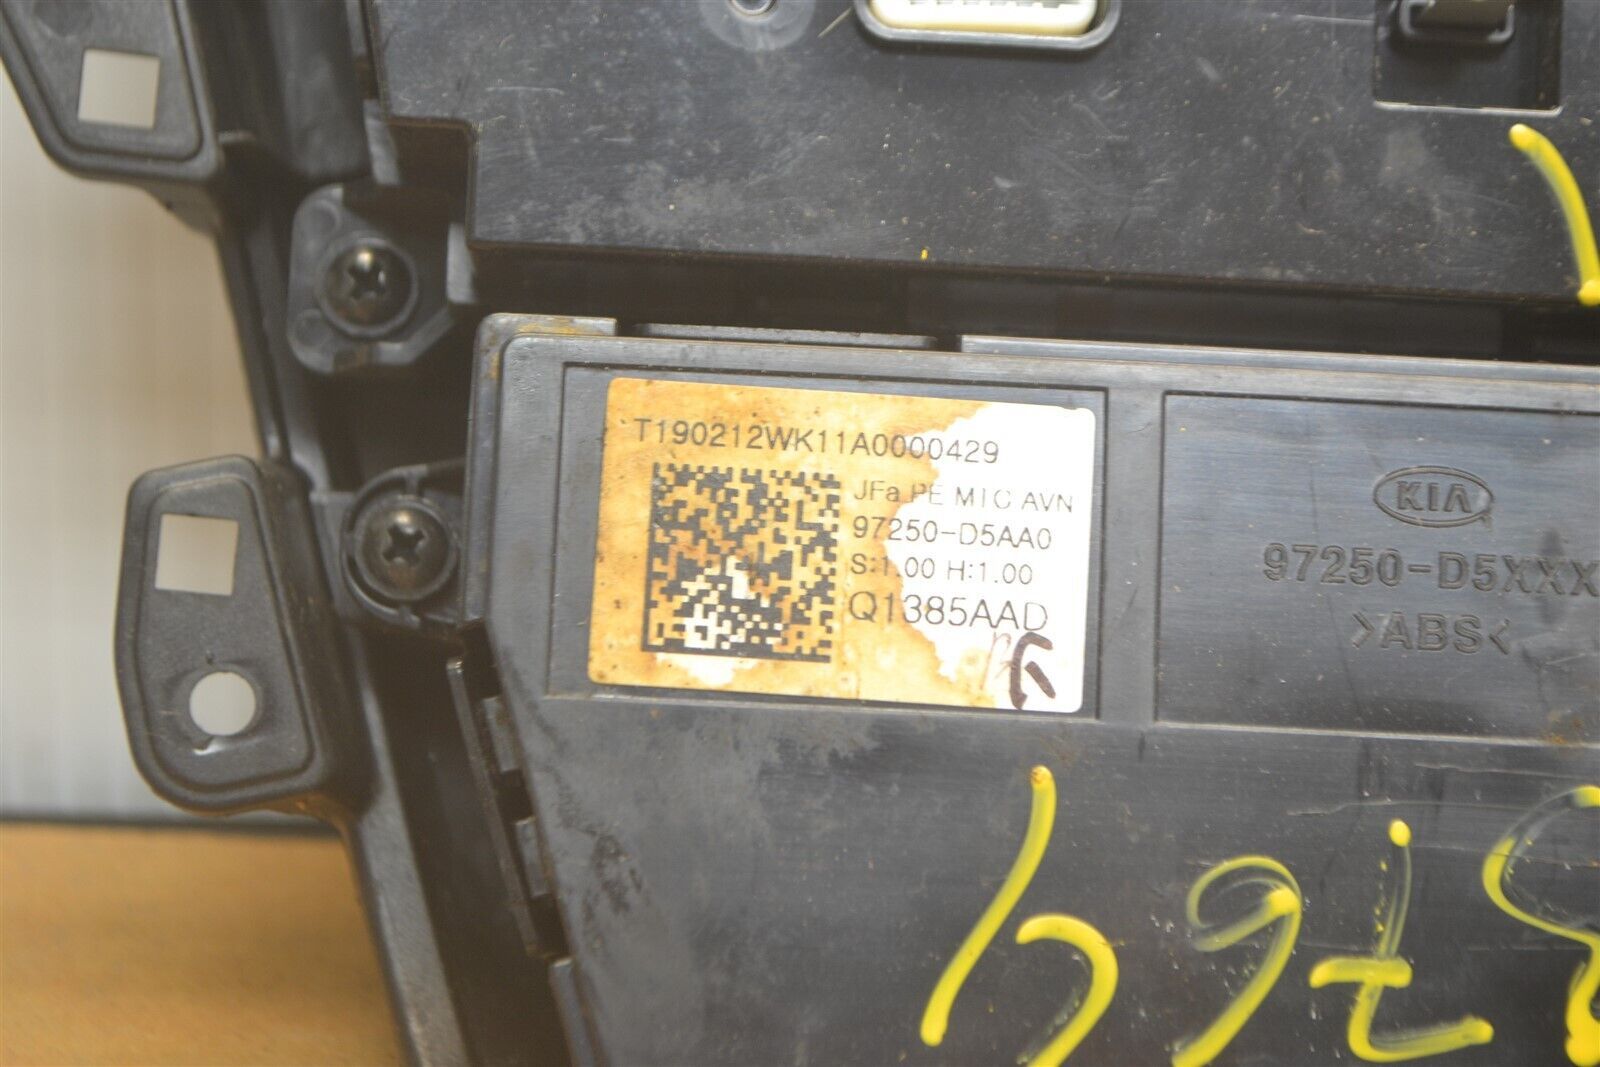 T190212WK11A0000429
JFa PE MTC AVN
97250-D5AA0
S:1.00 H:1.00
Q1385AAD
KIA
97250-D5XXX
>ABS<